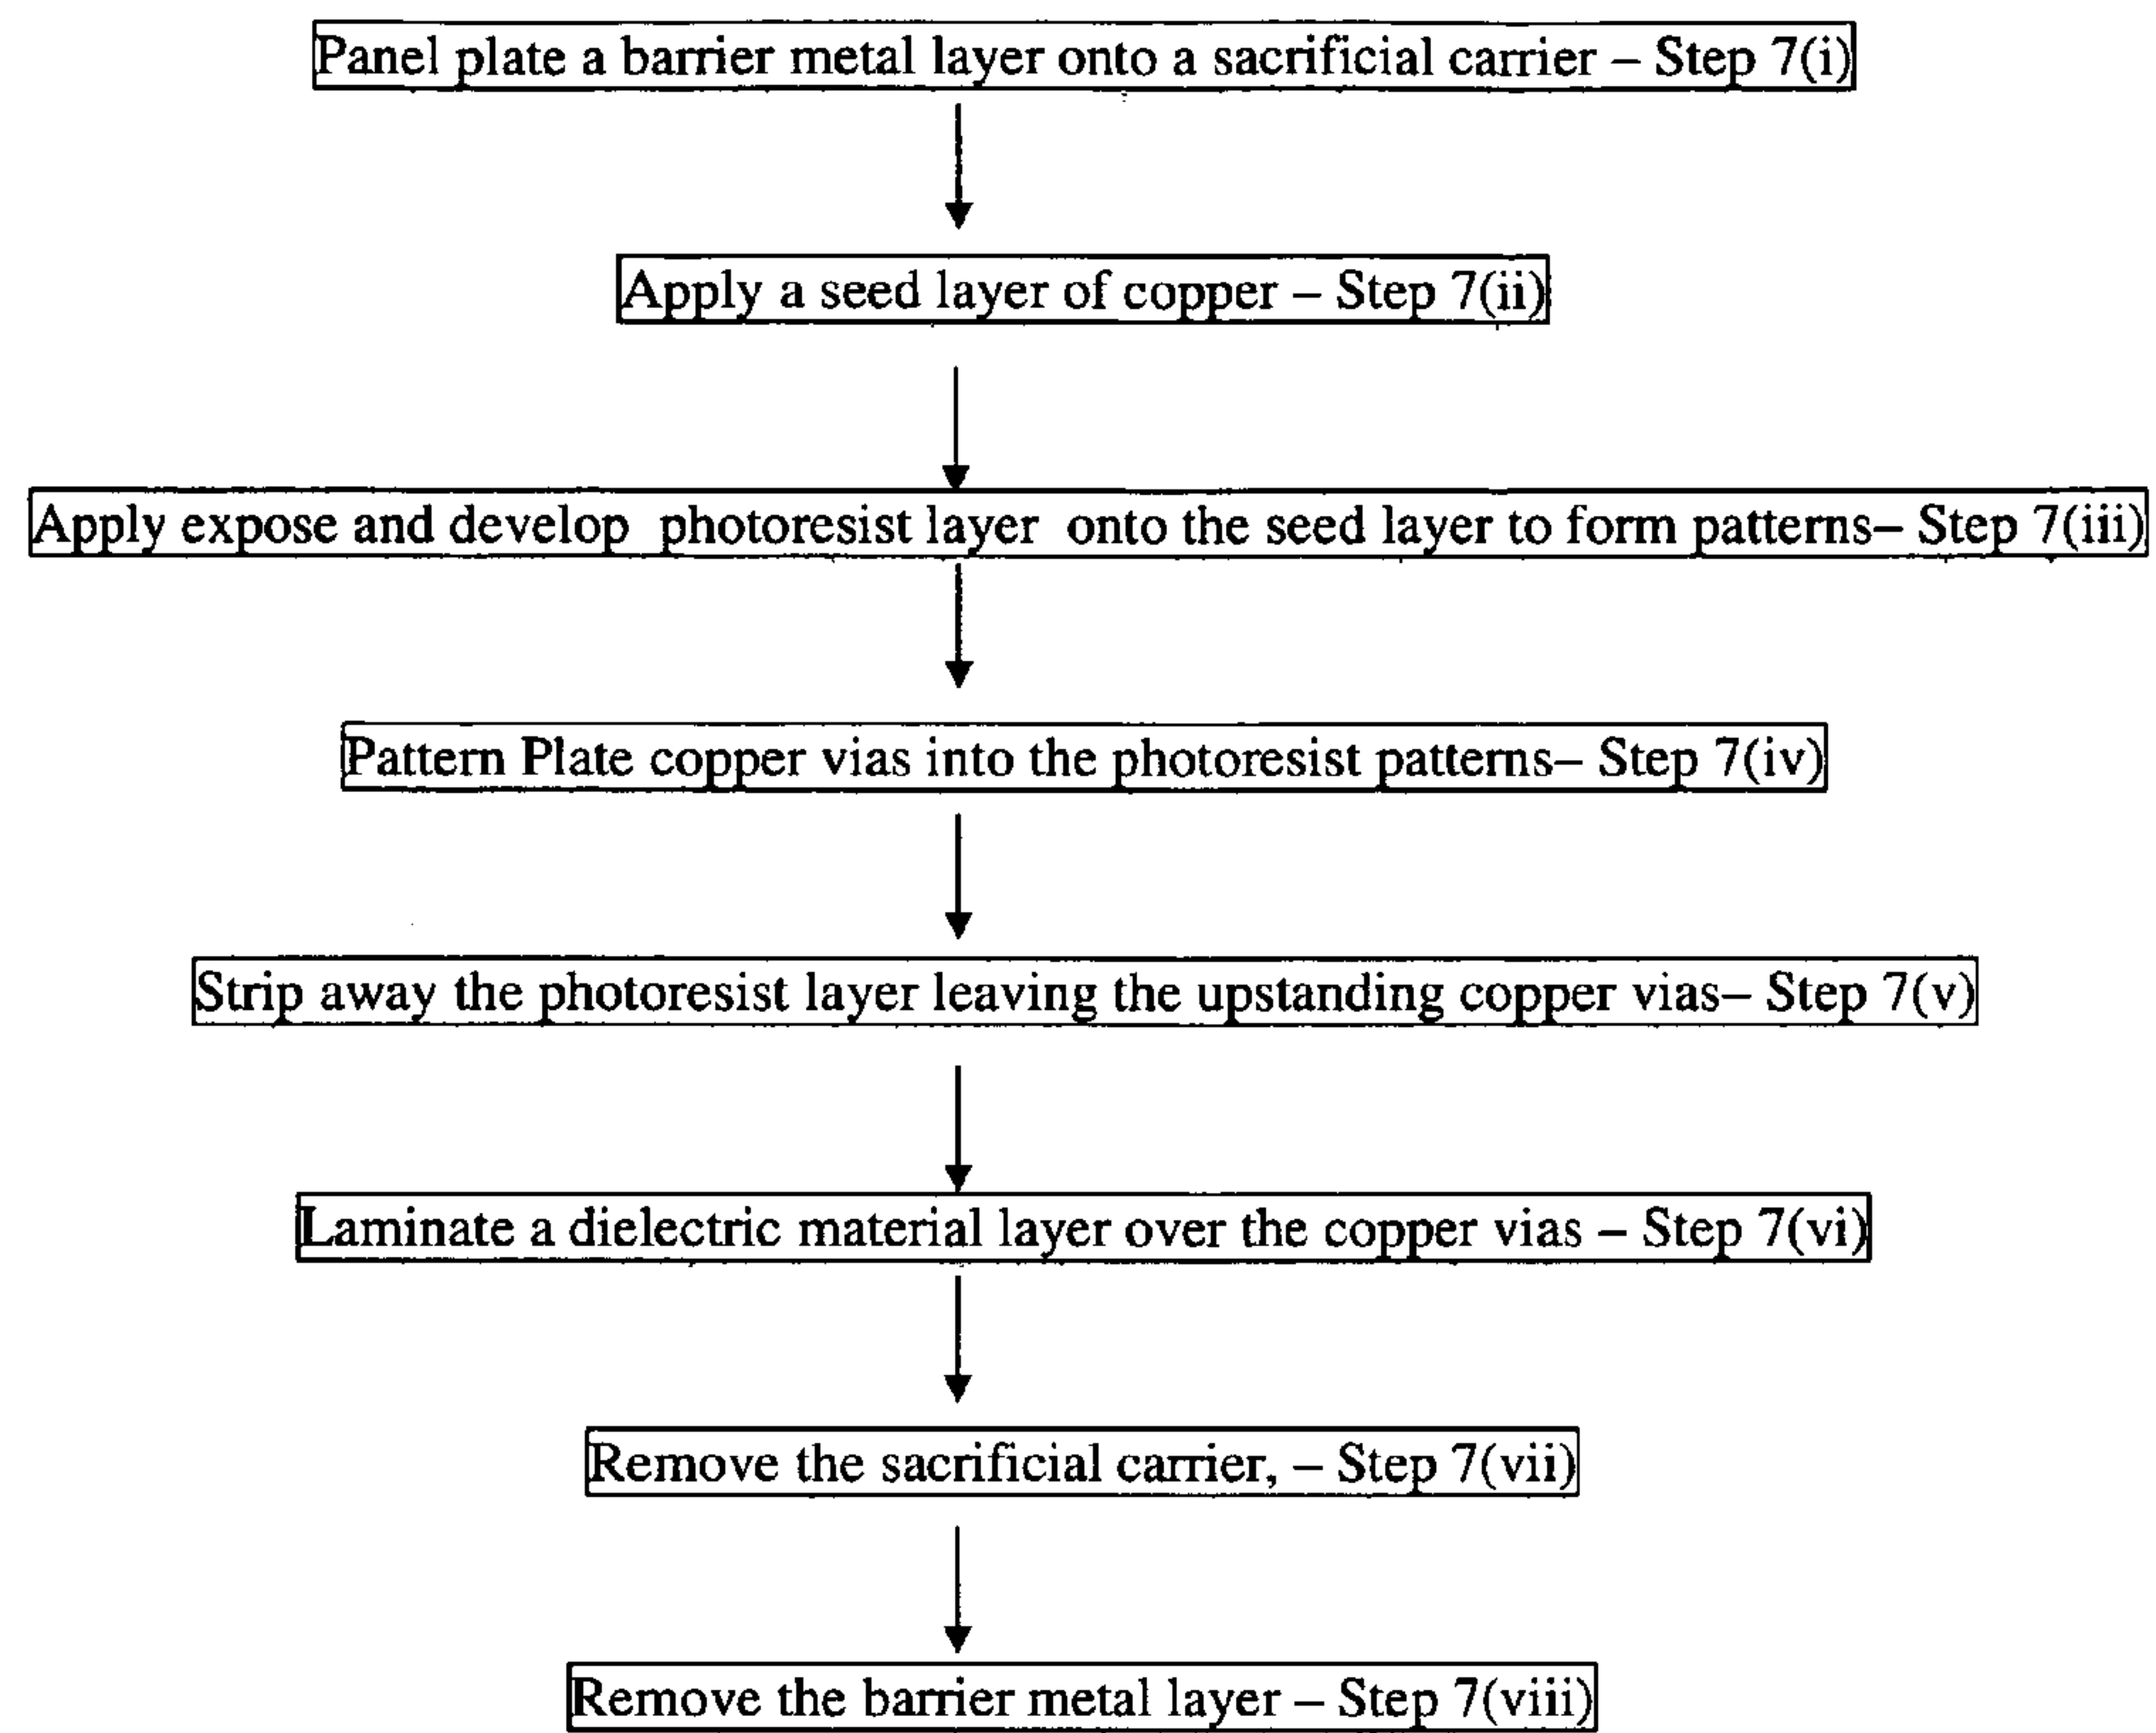 Panel plate a barrier metal layer onto a sacrificial carrier – Step 7(i)
Apply a seed layer of copper – Step 7(ii)
Apply expose and develop photoresist layer onto the seed layer to form patterns– Step 7(iii)
Pattern Plate copper vias into the photoresist patterns– Step 7(iv)
Strip away the photoresist layer leaving the upstanding copper vias– Step 7(v)
Laminate a dielectric material layer over the copper vias – Step 7(vi)
Remove the sacrificial carrier, – Step 7(vii)
Remove the barrier metal layer – Step 7(viii)